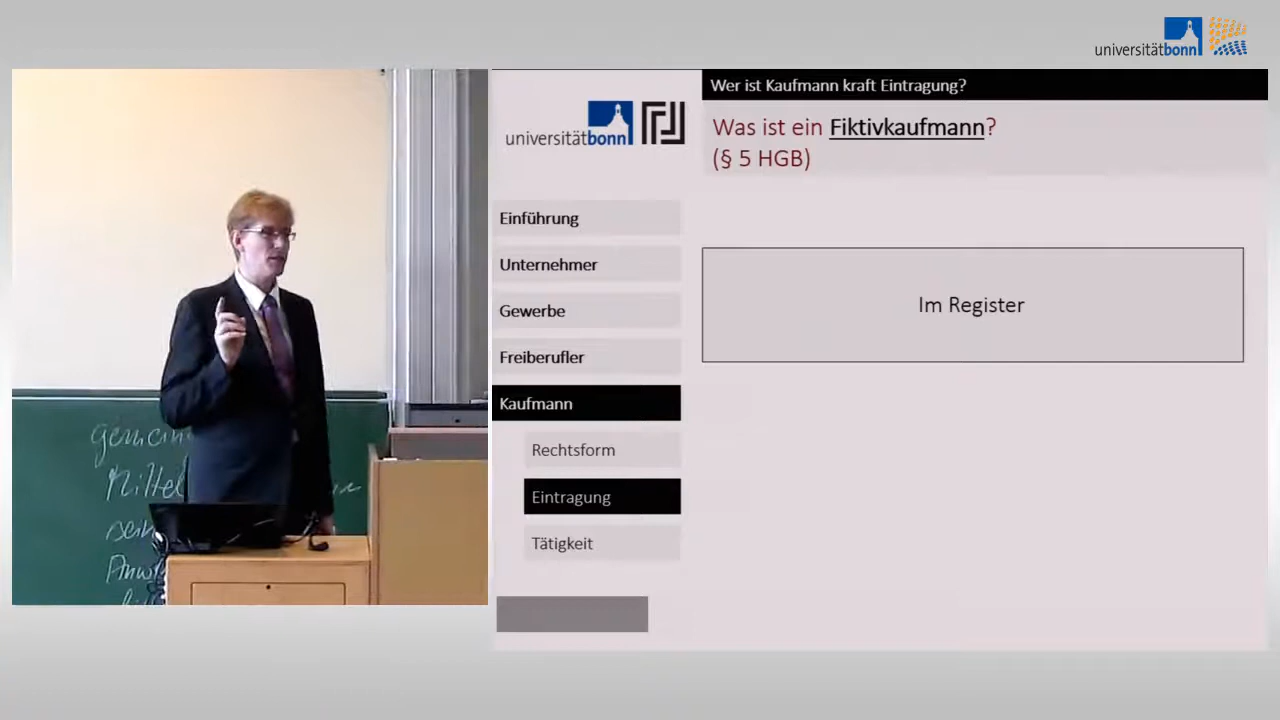 universitätbonn
Wer ist Kaufmann kraft Eintragung?
universitätbonn
Was ist ein Fiktivkaufmann?
(§ 5 HGB)
Einführung
Unternehmer
Gewerbe
Freiberufler
Kaufmann
Rechtsform
Eintragung
Tätigkeit
Im Register
Mittel